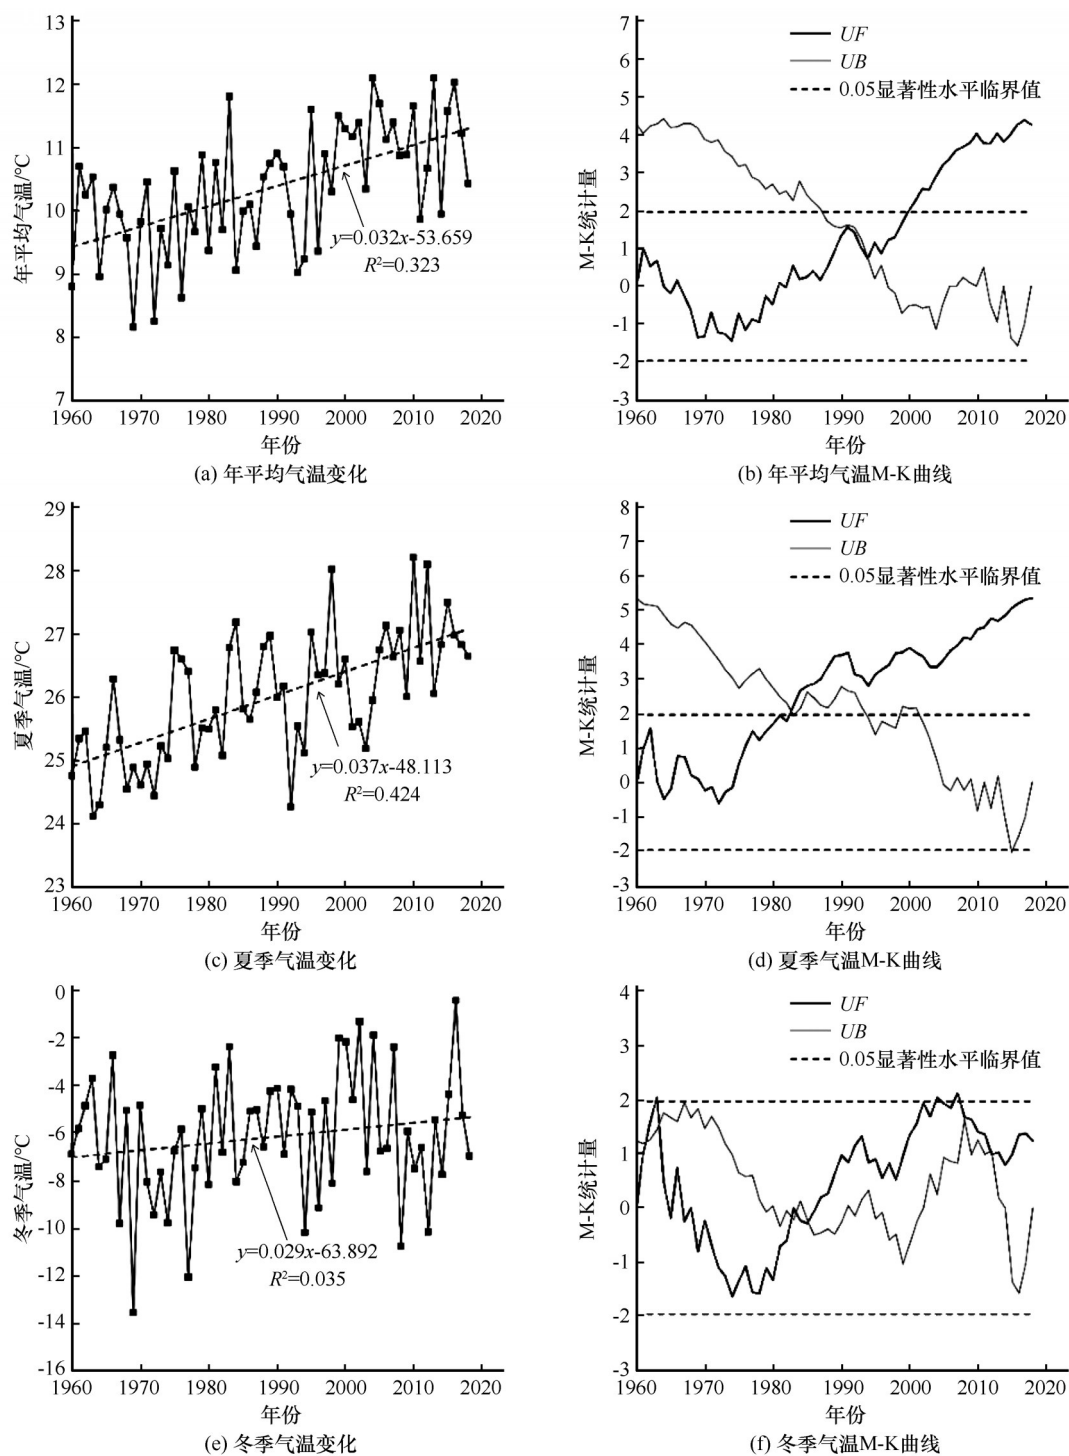 13
12
11
10
9
8
7
年平均气温/℃
y=0.032x-53.659
R²=0.323
1960 1970 1980 1990 2000 2010 2020
年份
(a) 年平均气温变化
7
6
5
4
3
2
1
0
-1
-2
-3
M-K统计量
UF
UB
0.05显著性水平临界值
1960 1970 1980 1990 2000 2010 2020
年份
(b) 年平均气温M-K曲线
29
28
27
26
25
24
23
夏季气温/℃
y=0.037x-48.113
R²=0.424
1960 1970 1980 1990 2000 2010 2020
年份
(c) 夏季气温变化
8
7
6
5
4
3
2
1
0
-1
-2
-3
M-K统计量
UF
UB
0.05显著性水平临界值
1960 1970 1980 1990 2000 2010 2020
年份
(d) 夏季气温M-K曲线
0
-2
-4
-6
-8
-10
-12
-14
-16
冬季气温/℃
y=0.029x-63.892
R²=0.035
1960 1970 1980 1990 2000 2010 2020
年份
(e) 冬季气温变化
4
3
2
1
0
-1
-2
-3
M-K统计量
UF
UB
0.05显著性水平临界值
1960 1970 1980 1990 2000 2010 2020
年份
(f) 冬季气温M-K曲线